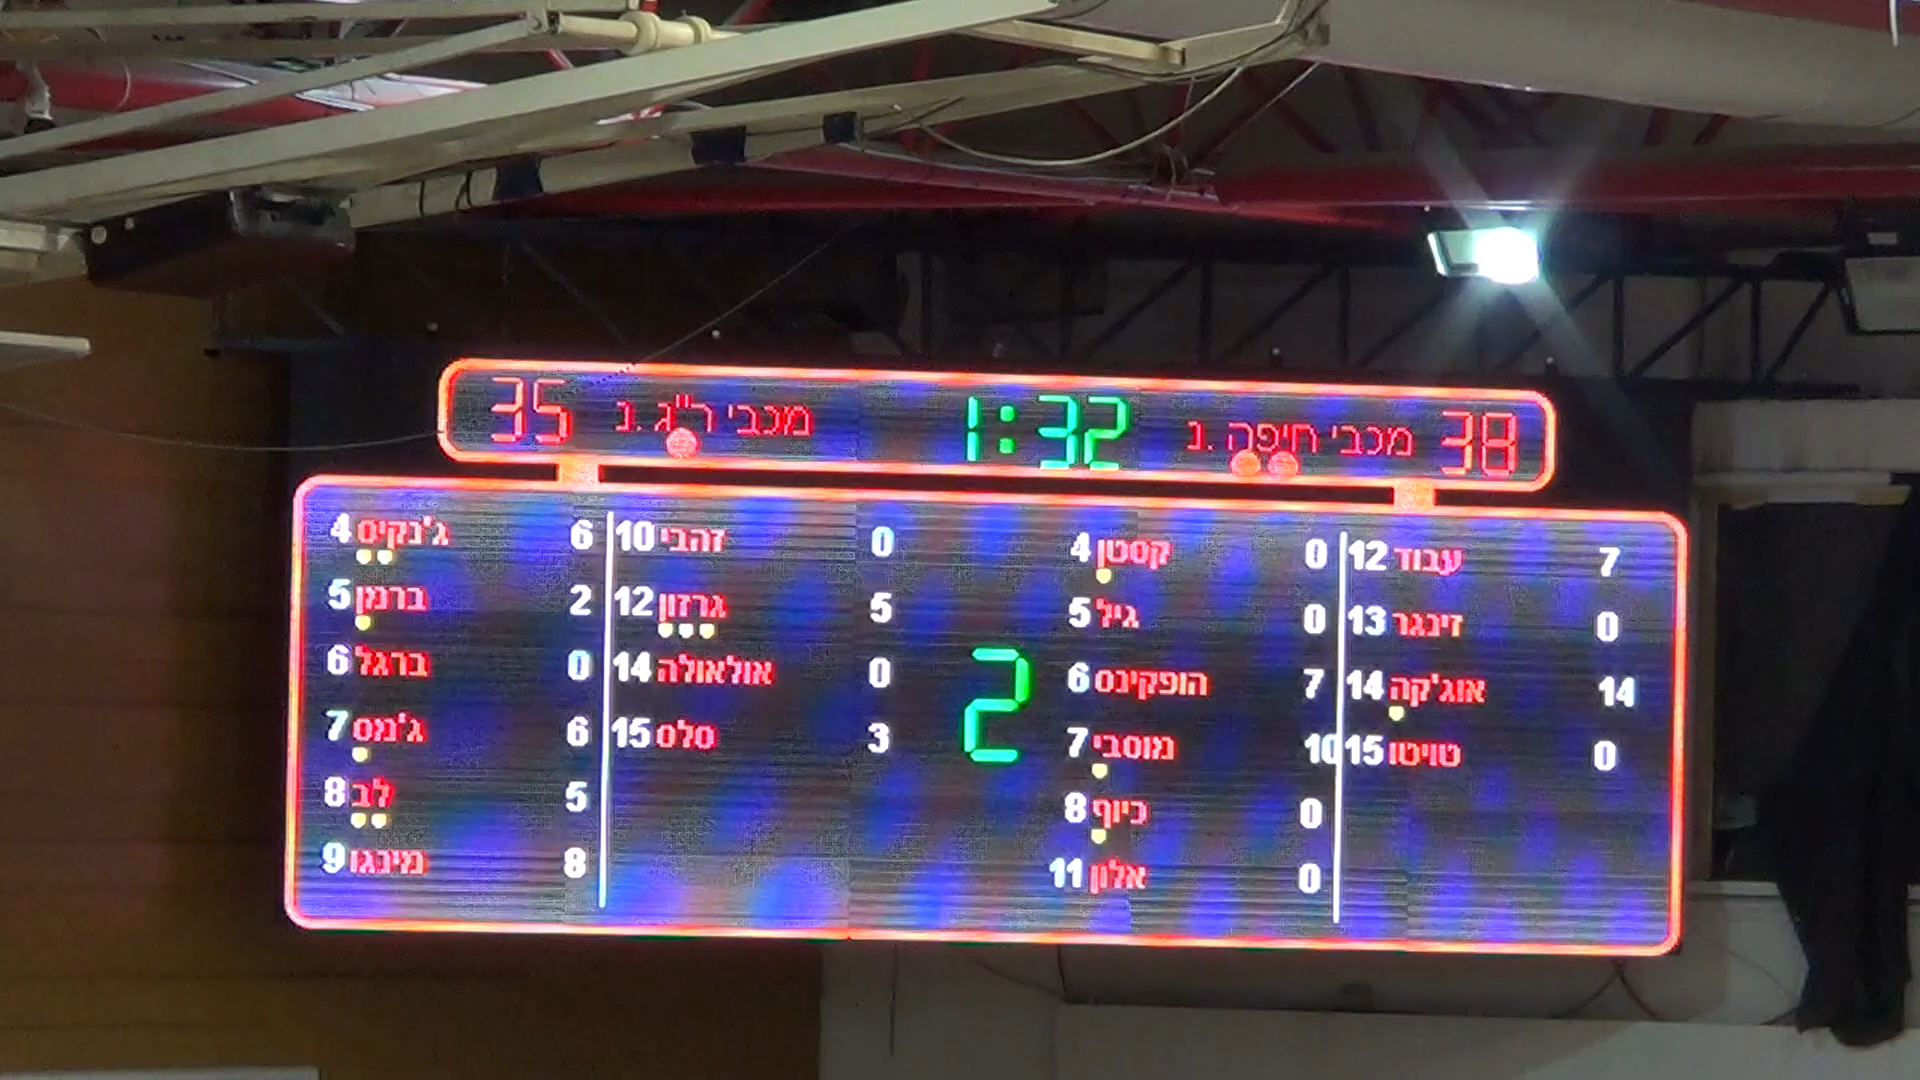 35 מכבי ר"ג .נ 1:32 מכבי חיפה .נ 38
4 ג'נקיס 6
5 ברמן 2
6 ברגל 0
7 ג'מס 6
8 לב 5
9 מינגו 8
10 זהבי 0
12 גרזון 5
14 אולאולה 0
15 סלס 3
2
4 קסטן 0
5 גיל 0
6 הופקינס 7
7 מוסבי 10
8 כיוף 0
11 אלון 0
12 עבוד 7
13 זינגר 0
14 אוג'קה 14
15 טויטו 0